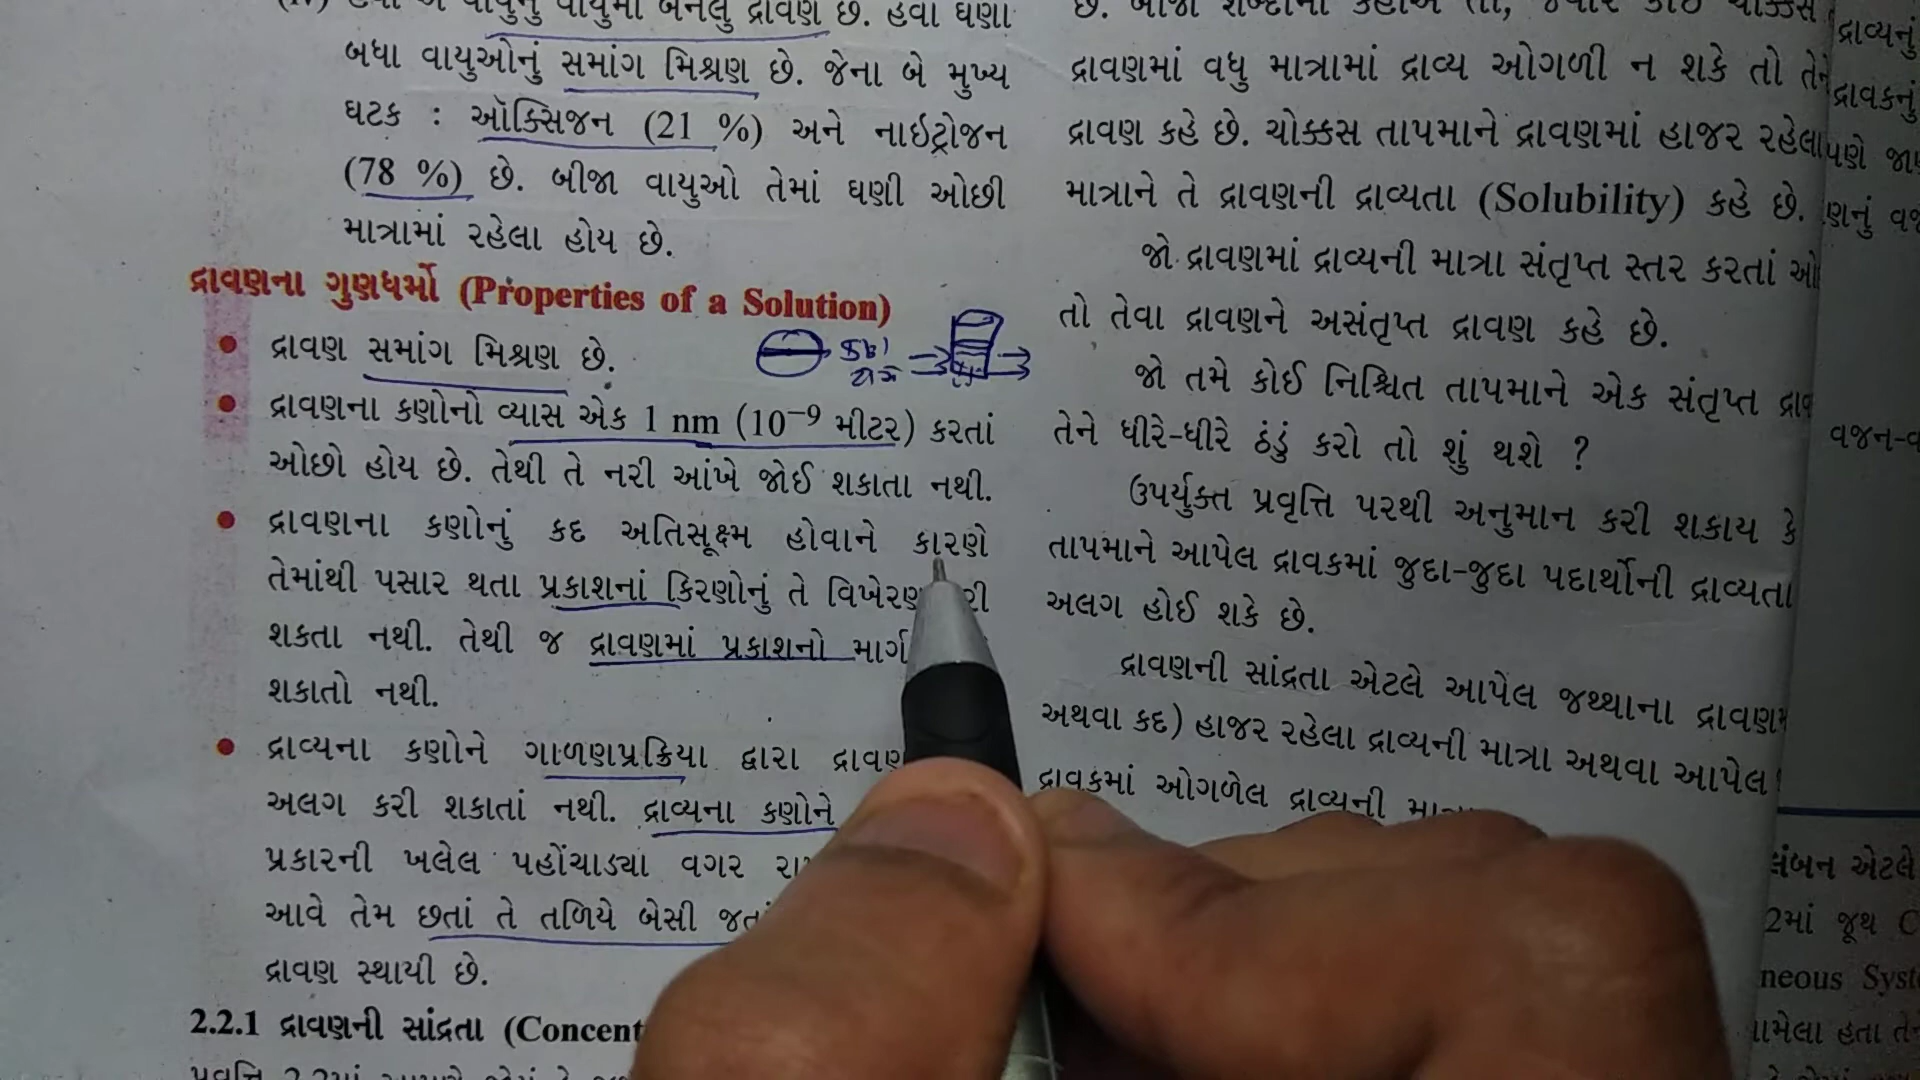 બધા વાયુઓનું સમાંગ મિશ્રણ છે. જેના બે મુખ્ય
ઘટક : ઑક્સિજન (21 %) અને નાઇટ્રોજન
(78 %) છે. બીજા વાયુઓ તેમાં ઘણી ઓછી
માત્રામાં રહેલા હોય છે.
દ્રાવણના ગુણધર્મો (Properties of a Solution)
• દ્રાવણ સમાંગ મિશ્રણ છે.
• દ્રાવણના કણોનો વ્યાસ એક 1 nm (10⁻⁹ મીટર) કરતાં
ઓછો હોય છે. તેથી તે નરી આંખે જોઈ શકાતા નથી.
• દ્રાવણના કણોનું કદ અતિસૂક્ષ્મ હોવાને કારણે
તેમાંથી પસાર થતા પ્રકાશનાં કિરણોનું તે વિખેરણ
શકતા નથી. તેથી જ દ્રાવણમાં પ્રકાશનો માર્ગ
શકાતો નથી.
• દ્રાવ્યના કણોને ગાળણપ્રક્રિયા દ્વારા
અલગ કરી શકાતાં નથી. દ્રાવ્યના કણોને
પ્રકારની ખલેલ પહોંચાડ્યા વગર
આવે તેમ છતાં તે તળિયે બેસી
દ્રાવણ સ્થાયી છે.
2.2.1 દ્રાવણની સાંદ્રતા
દ્રાવણમાં વધુ માત્રામાં દ્રાવ્ય ઓગળી ન શકે તો
દ્રાવણ કહે છે. ચોક્કસ તાપમાને દ્રાવણમાં હાજર રહેલા
માત્રાને તે દ્રાવણની દ્રાવ્યતા (Solubility) કહે છે.
જો દ્રાવણમાં દ્રાવ્યની માત્રા સંતૃપ્ત સ્તર કરતાં
તો તેવા દ્રાવણને અસંતૃપ્ત દ્રાવણ કહે છે.
જો તમે કોઈ નિશ્ચિત તાપમાને એક સંતૃપ્ત
તેને ધીરે-ધીરે ઠંડું કરો તો શું થશે ?
ઉપર્યુક્ત પ્રવૃત્તિ પરથી અનુમાન કરી શકાય કે
તાપમાને આપેલ દ્રાવકમાં જુદા-જુદા પદાર્થોની દ્રાવ્યતા
અલગ હોઈ શકે છે.
દ્રાવણની સાંદ્રતા એટલે આપેલ જથ્થાના
અથવા કદ) હાજર રહેલા દ્રાવ્યની માત્રા અથવા આપેલ
દ્રાવકમાં ઓગળેલ દ્રાવ્યની
દ્રાવ્યનું
દ્રાવકનું
એટલે
2માં જૂથ